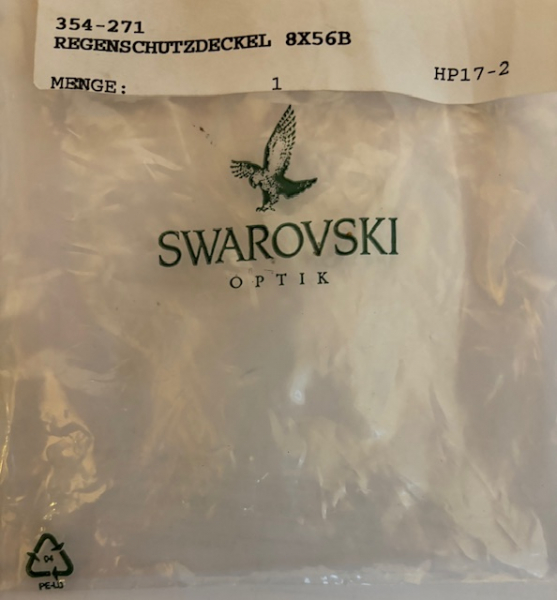 354-271
REGENSCHUTZDECKEL 8X56B
MENGE: 1 HP17-2
SWAROVSKI
OPTIK
04
PE-LD